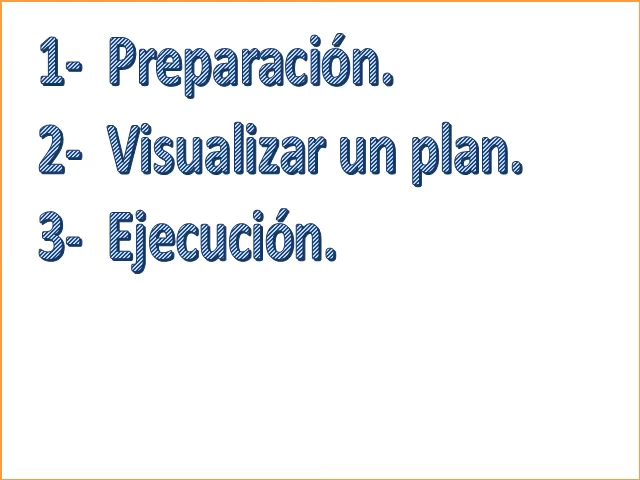 1- Preparación.
2- Visualizar un plan.
3- Ejecución.